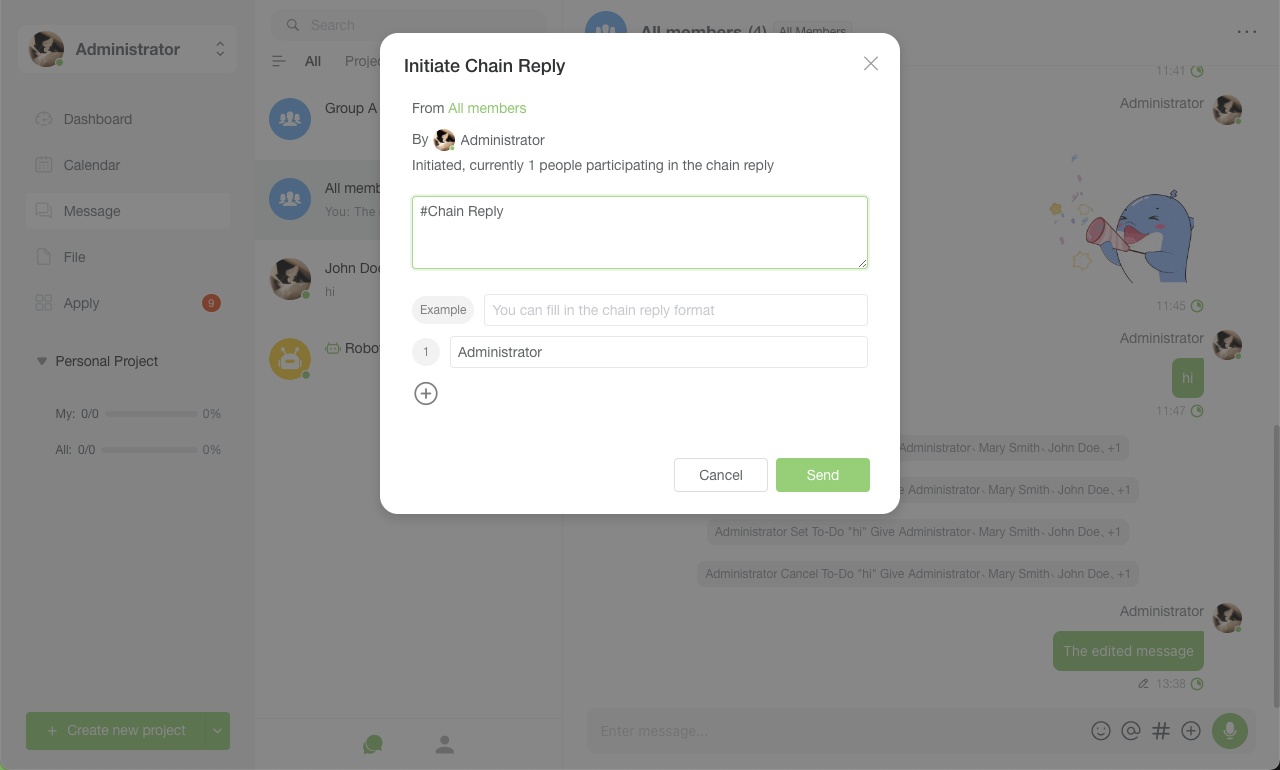 Administrator
Dashboard
Calendar
Message
File
Apply
9
Personal Project
My: 0/0
0%
All: 0/0
0%
+ Create new project
Search
All
Group A
You: The
John Doe
hi
All members (4)
All Members
11:41
Administrator
11:45
Administrator
hi
11:47
Administrator、Mary Smith、John Doe、+1
Administrator、Mary Smith、John Doe、+1
Administrator Set To-Do "hi" Give Administrator、Mary Smith、John Doe、+1
Administrator Cancel To-Do "hi" Give Administrator、Mary Smith、John Doe、+1
Administrator
The edited message
13:38
Enter message...
Initiate Chain Reply
From All members
By Administrator
Initiated, currently 1 people participating in the chain reply
#Chain Reply
Example
You can fill in the chain reply format
1
Administrator
Cancel
Send